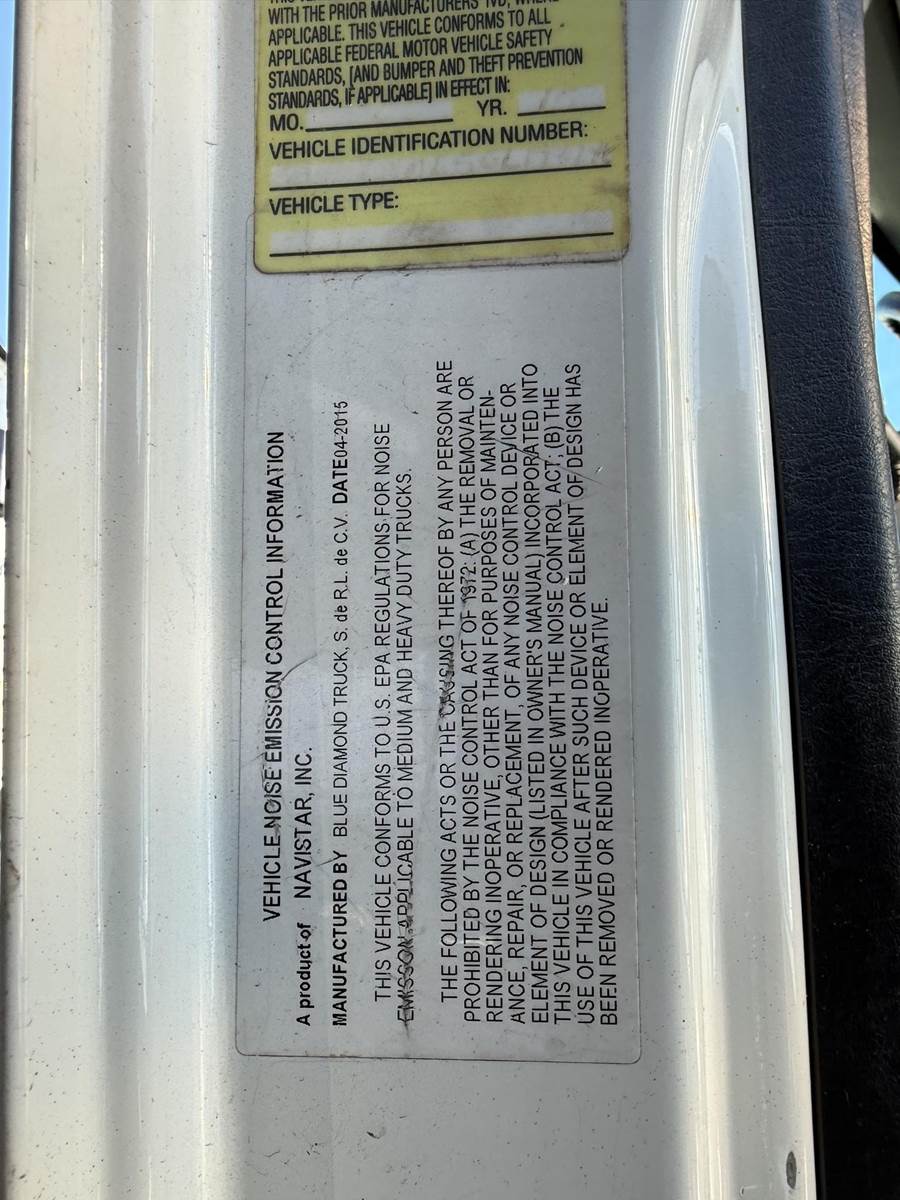 WITH THE PRIOR MANUFACTURERS' IVD, WHERE
APPLICABLE. THIS VEHICLE CONFORMS TO ALL
APPLICABLE FEDERAL MOTOR VEHICLE SAFETY
STANDARDS, [AND BUMPER AND THEFT PREVENTION
STANDARDS, IF APPLICABLE] IN EFFECT IN:
MO. YR.
VEHICLE IDENTIFICATION NUMBER:
VEHICLE TYPE:
VEHICLE NOISE EMISSION CONTROL INFORMATION
A product of NAVISTAR, INC.
MANUFACTURED BY BLUE DIAMOND TRUCK, S. de R.L. de C.V. DATE04-2015
THIS VEHICLE CONFORMS TO U.S. EPA REGULATIONS FOR NOISE
EMISSON APPLICABLE TO MEDIUM AND HEAVY DUTY TRUCKS.
THE FOLLOWING ACTS OR THE CAUSING THEREOF BY ANY PERSON ARE
PROHIBITED BY THE NOISE CONTROL ACT OF 1972: (A) THE REMOVAL OR
RENDERING INOPERATIVE, OTHER THAN FOR PURPOSES OF MAINTEN-
ANCE, REPAIR, OR REPLACEMENT, OF ANY NOISE CONTROL DEVICE OR
ELEMENT OF DESIGN (LISTED IN OWNER'S MANUAL) INCORPORATED INTO
THIS VEHICLE IN COMPLIANCE WITH THE NOISE CONTROL ACT; (B) THE
USE OF THIS VEHICLE AFTER SUCH DEVICE OR ELEMENT OF DESIGN HAS
BEEN REMOVED OR RENDERED INOPERATIVE.